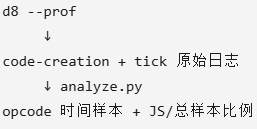 d8 --prof
↓
code-creation + tick 原始日志
↓ analyze.py
opcode 时间样本 + JS/总样本比例